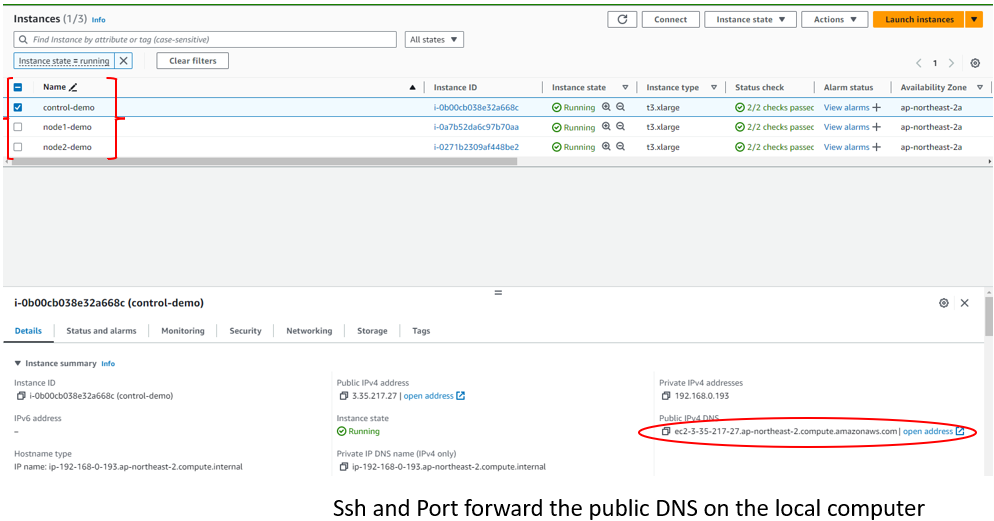 Instances (1/3) Info
Connect Instance state Actions Launch instances
Find Instance by attribute or tag (case-sensitive) All states
Instance state = running Clear filters 1
Name Instance ID Instance state Instance type Status check Alarm status Availability Zone
control-demo i-0b00cb038e32a668c Running t3.xlarge 2/2 checks passec View alarms + ap-northeast-2a
node1-demo i-0a7b52da6c97b70aa Running t3.xlarge 2/2 checks passec View alarms + ap-northeast-2a
node2-demo i-0271b2309af448be2 Running t3.xlarge 2/2 checks passec View alarms + ap-northeast-2a
i-0b00cb038e32a668c (control-demo)
Details Status and alarms Monitoring Security Networking Storage Tags
Instance summary Info
Instance ID Public IPv4 address Private IPv4 addresses
i-0b00cb038e32a668c (control-demo) 3.35.217.27 | open address 192.168.0.193
IPv6 address Instance state Public IPv4 DNS
– Running ec2-3-35-217-27.ap-northeast-2.compute.amazonaws.com | open address
Hostname type Private IP DNS name (IPv4 only)
IP name: ip-192-168-0-193.ap-northeast-2.compute.internal ip-192-168-0-193.ap-northeast-2.compute.internal
Ssh and Port forward the public DNS on the local computer